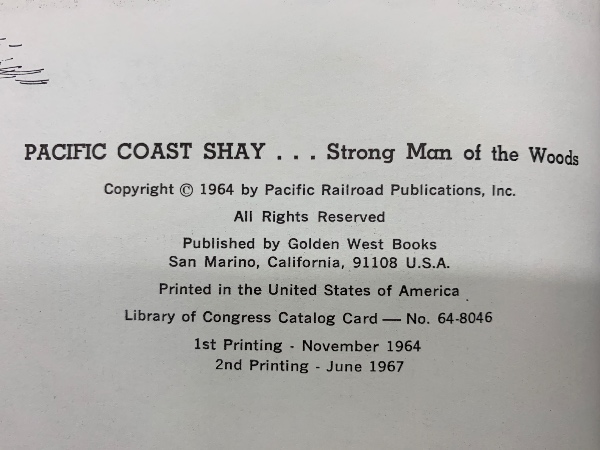 PACIFIC COAST SHAY . . . Strong Man of the Woods
Copyright © 1964 by Pacific Railroad Publications, Inc.
All Rights Reserved
Published by Golden West Books
San Marino, California, 91108 U.S.A.
Printed in the United States of America
Library of Congress Catalog Card — No. 64-8046
1st Printing - November 1964
2nd Printing - June 1967